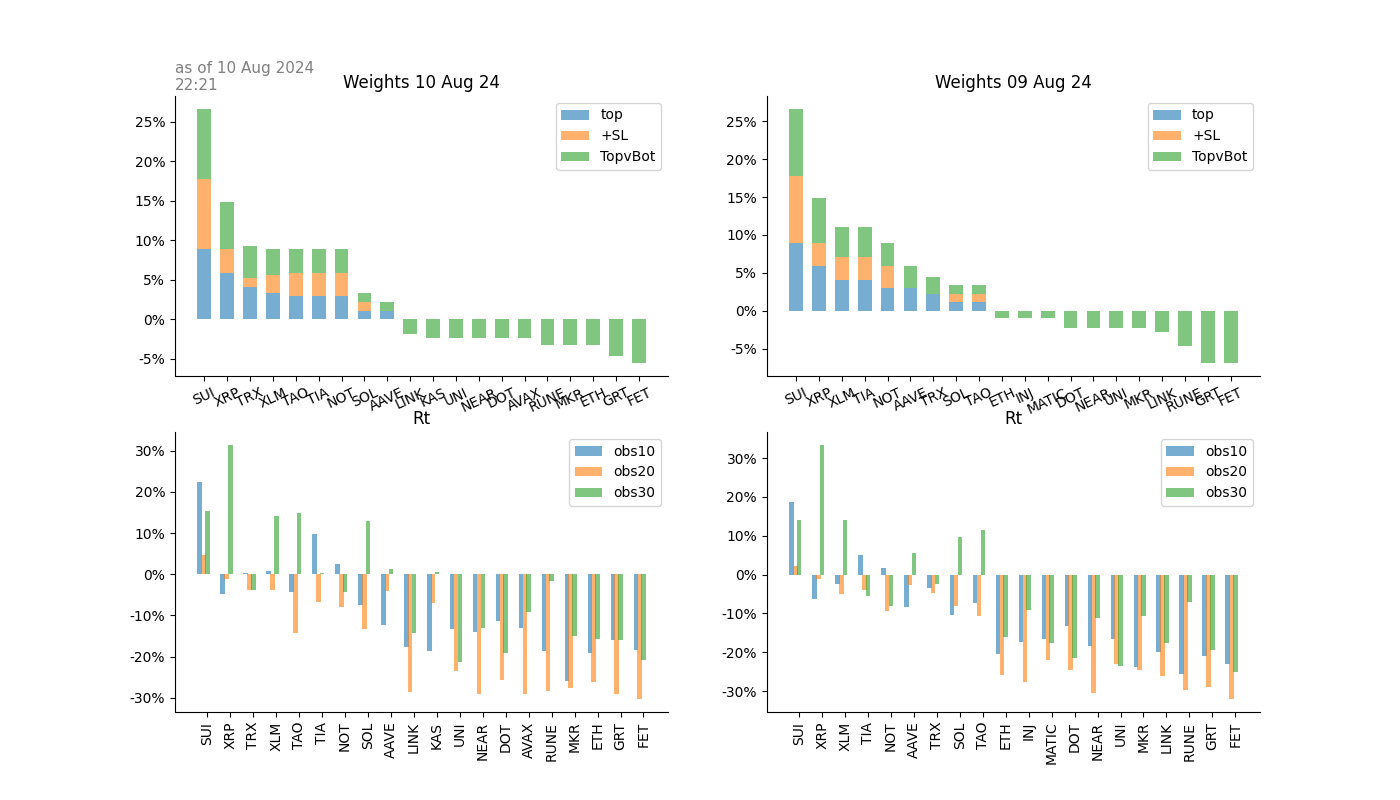 as of 10 Aug 2024
22:21
Weights 10 Aug 24
25%
20%
15%
10%
5%
0%
-5%
top
+SL
TopvBot
SUI XRP TRX XLM TAO TIA NOT SOL AAVE LINK KAS UNI NEAR DOT AVAX RUNE MKR ETH GRT FET
Weights 09 Aug 24
25%
20%
15%
10%
5%
0%
-5%
top
+SL
TopvBot
SUI XRP XLM TIA NOT AAVE TRX SOL TAO ETH INJ MATIC DOT NEAR UNI MKR LINK RUNE GRT FET
Rt
30%
20%
10%
0%
-10%
-20%
-30%
obs10
obs20
obs30
SUI XRP TRX XLM TAO TIA NOT SOL AAVE LINK KAS UNI NEAR DOT AVAX RUNE MKR ETH GRT FET
Rt
30%
20%
10%
0%
-10%
-20%
-30%
obs10
obs20
obs30
SUI XRP XLM TIA NOT AAVE TRX SOL TAO ETH INJ MATIC DOT NEAR UNI MKR LINK RUNE GRT FET